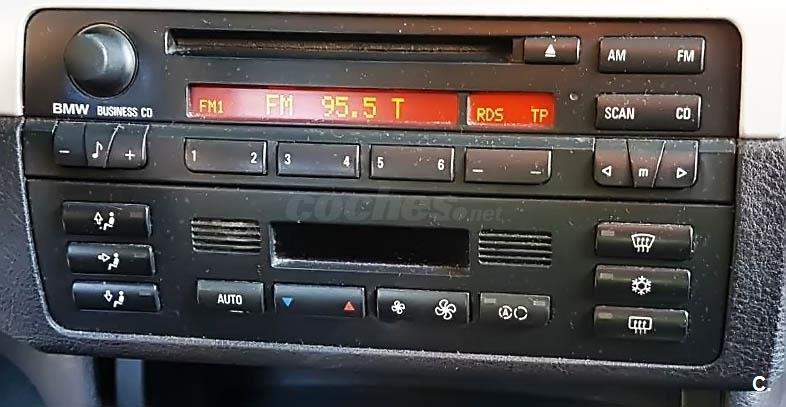 AM FM
FM1 FM 95.5 T RDS TP
BMW BUSINESS CD
SCAN CD
− ♪ +
1 2 3 4 5 6 − −
m
coches.net
AUTO
A
C.